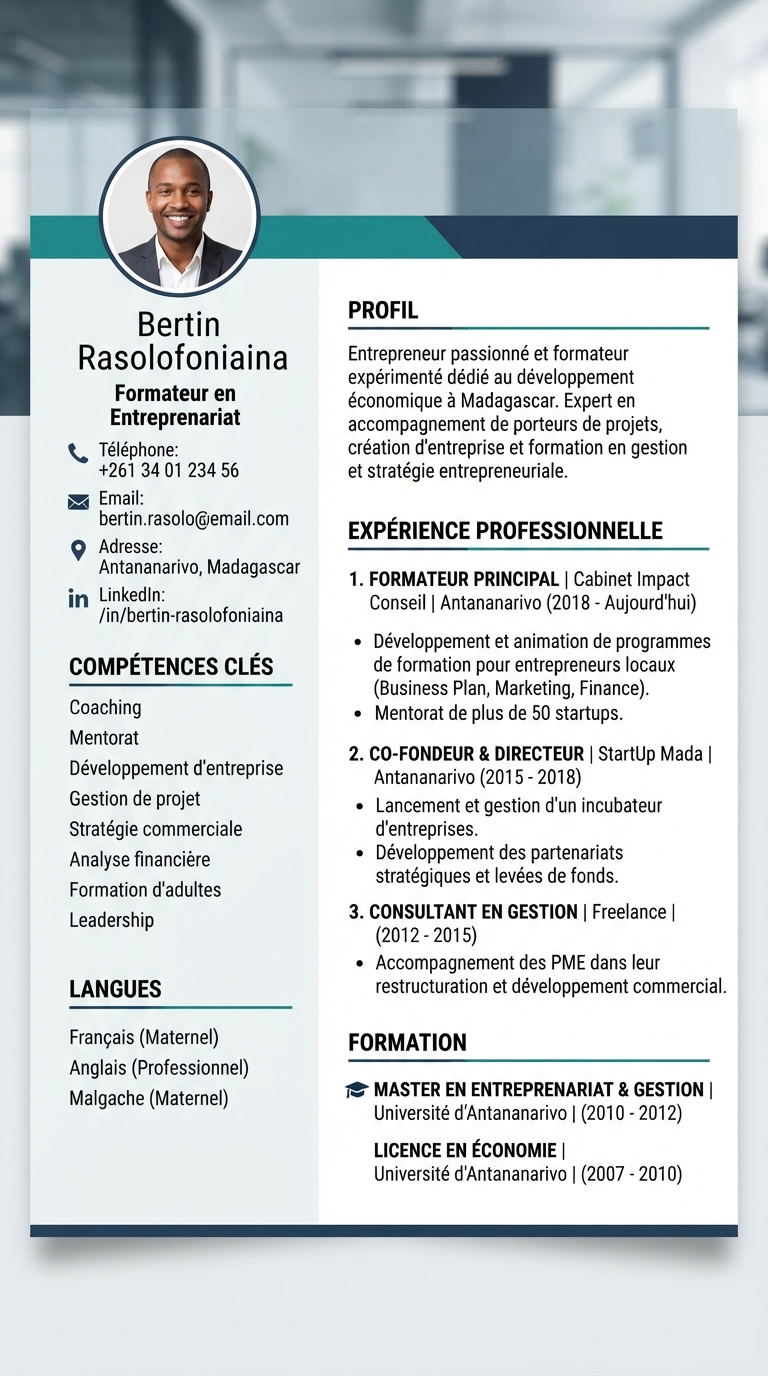 Bertin
Rasolofoniaina
Formateur en
Entreprenariat
Téléphone:
+261 34 01 234 56
Email:
bertin.rasolo@email.com
Adresse:
Antananarivo, Madagascar
in LinkedIn:
/in/bertin-rasolofoniaina
COMPÉTENCES CLÉS
Coaching
Mentorat
Développement d'entreprise
Gestion de projet
Stratégie commerciale
Analyse financière
Formation d'adultes
Leadership
LANGUES
Français (Maternel)
Anglais (Professionnel)
Malgache (Maternel)
PROFIL
Entrepreneur passionné et formateur
expérimenté dédié au développement
économique à Madagascar. Expert en
accompagnement de porteurs de projets,
création d'entreprise et formation en gestion
et stratégie entrepreneuriale.
EXPÉRIENCE PROFESSIONNELLE
1. FORMATEUR PRINCIPAL | Cabinet Impact
Conseil | Antananarivo (2018 - Aujourd'hui)
• Développement et animation de programmes
de formation pour entrepreneurs locaux
(Business Plan, Marketing, Finance).
• Mentorat de plus de 50 startups.
2. CO-FONDEUR & DIRECTEUR | StartUp Mada |
Antananarivo (2015 - 2018)
• Lancement et gestion d'un incubateur
d'entreprises.
• Développement des partenariats
stratégiques et levées de fonds.
3. CONSULTANT EN GESTION | Freelance |
(2012 - 2015)
• Accompagnement des PME dans leur
restructuration et développement commercial.
FORMATION
MASTER EN ENTREPRENARIAT & GESTION |
Université d'Antananarivo | (2010 - 2012)
LICENCE EN ÉCONOMIE |
Université d'Antananarivo | (2007 - 2010)